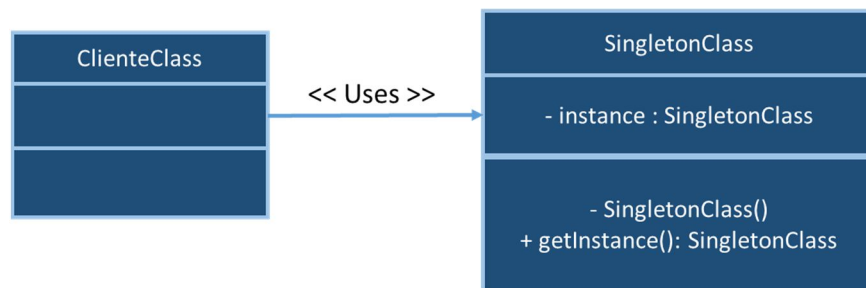 ClienteClass
<< Uses >>
SingletonClass
- instance : SingletonClass
- SingletonClass()
+ getInstance(): SingletonClass